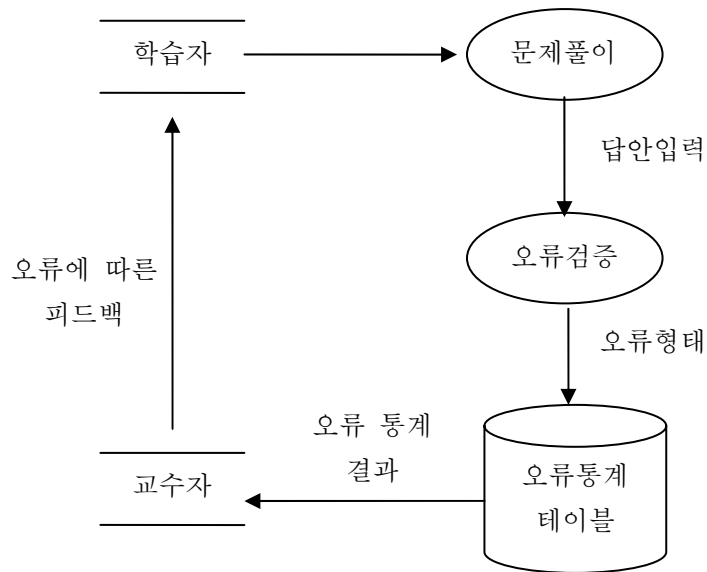 학습자
문제풀이
답안입력
오류검증
오류에 따른
피드백
오류형태
오류 통계
결과
교수자
오류통계
테이블